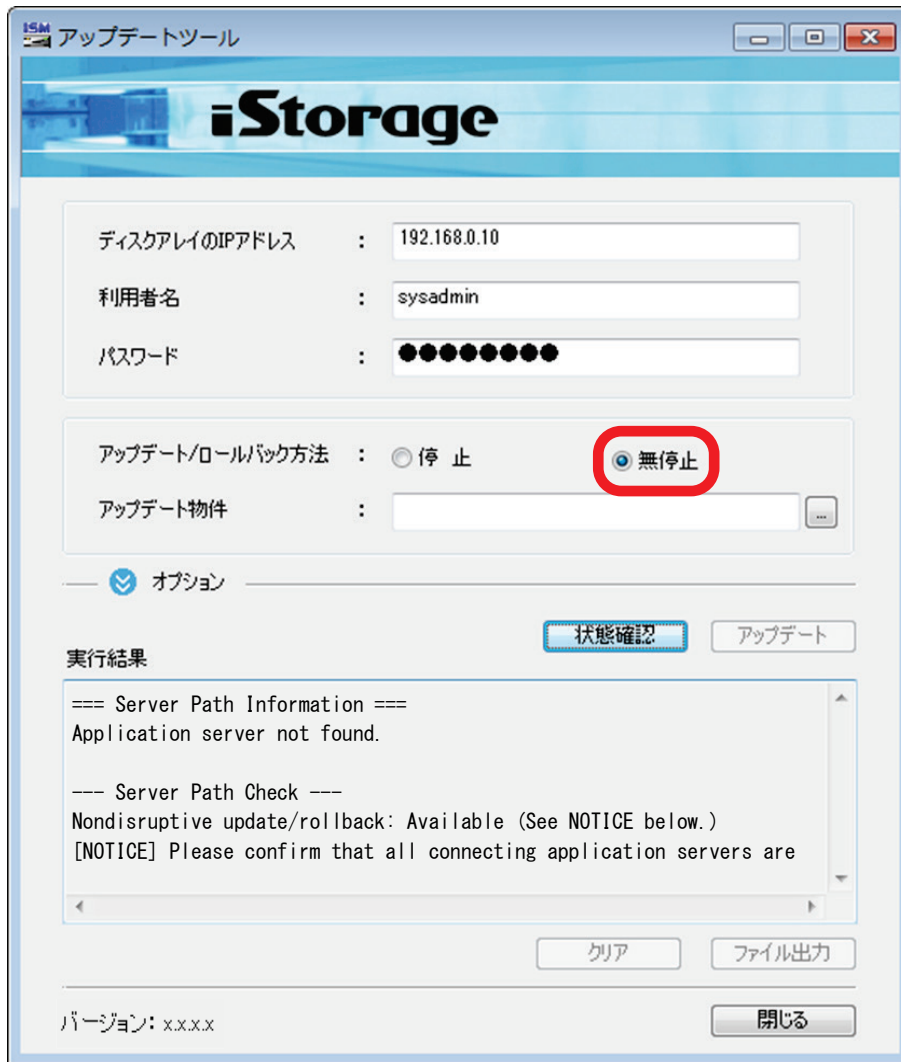 ISM アップデートツール
iStorage
ディスクアレイのIPアドレス : 192.168.0.10
利用者名 : sysadmin
パスワード : ●●●●●●●●
アップデート/ロールバック方法 : 停 止 無停止
アップデート物件 : ...
オプション
状態確認 アップデート
実行結果
=== Server Path Information ===
Application server not found.
--- Server Path Check ---
Nondisruptive update/rollback: Available (See NOTICE below.)
[NOTICE] Please confirm that all connecting application servers are
クリア ファイル出力
バージョン: x.x.x.x 閉じる